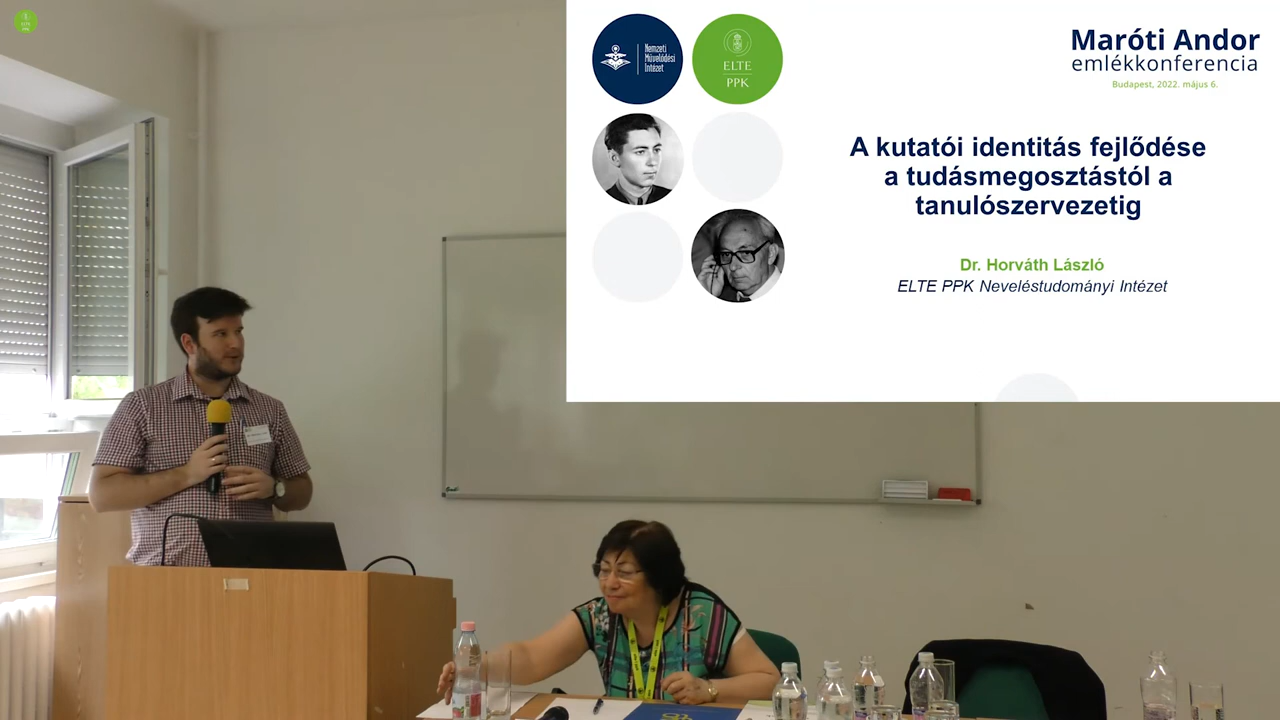 Nemzeti
Művelődési
Intézet
ELTE
PPK
Maróti Andor
emlékkonferencia
Budapest, 2022. május 6.
A kutatói identitás fejlődése
a tudásmegosztástól a
tanulószervezetig
Dr. Horváth László
ELTE PPK Neveléstudományi Intézet